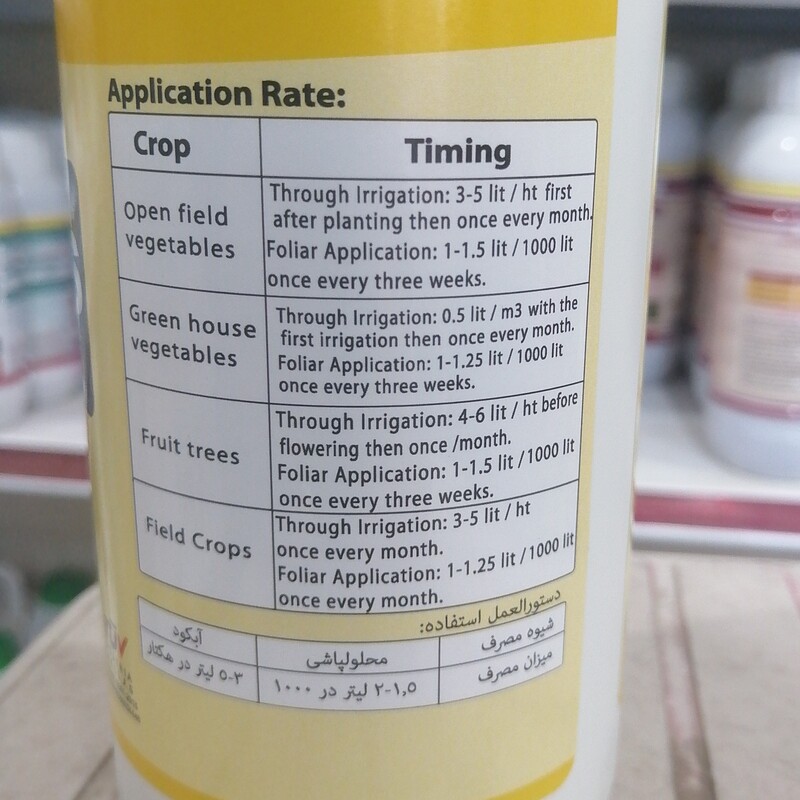 Application Rate:
Crop
Timing
Open field
vegetables
Through Irrigation: 3-5 lit / ht first
after planting then once every month.
Foliar Application: 1-1.5 lit / 1000 lit
once every three weeks.
Green house
vegetables
Through Irrigation: 0.5 lit / m3 with the
first irrigation then once every month.
Foliar Application: 1-1.25 lit / 1000 lit
once every three weeks.
Fruit trees
Through Irrigation: 4-6 lit / ht before
flowering then once /month.
Foliar Application: 1-1.5 lit / 1000 lit
once every three weeks.
Field Crops
Through Irrigation: 3-5 lit / ht
once every month.
Foliar Application: 1-1.25 lit / 1000 lit
once every month.
دستورالعمل استفاده:
شیوه مصرف
محلولپاشی
آبکود
میزان مصرف
۱,۵-۲ لیتر در ۱۰۰۰
۳-۵ لیتر در هکتار